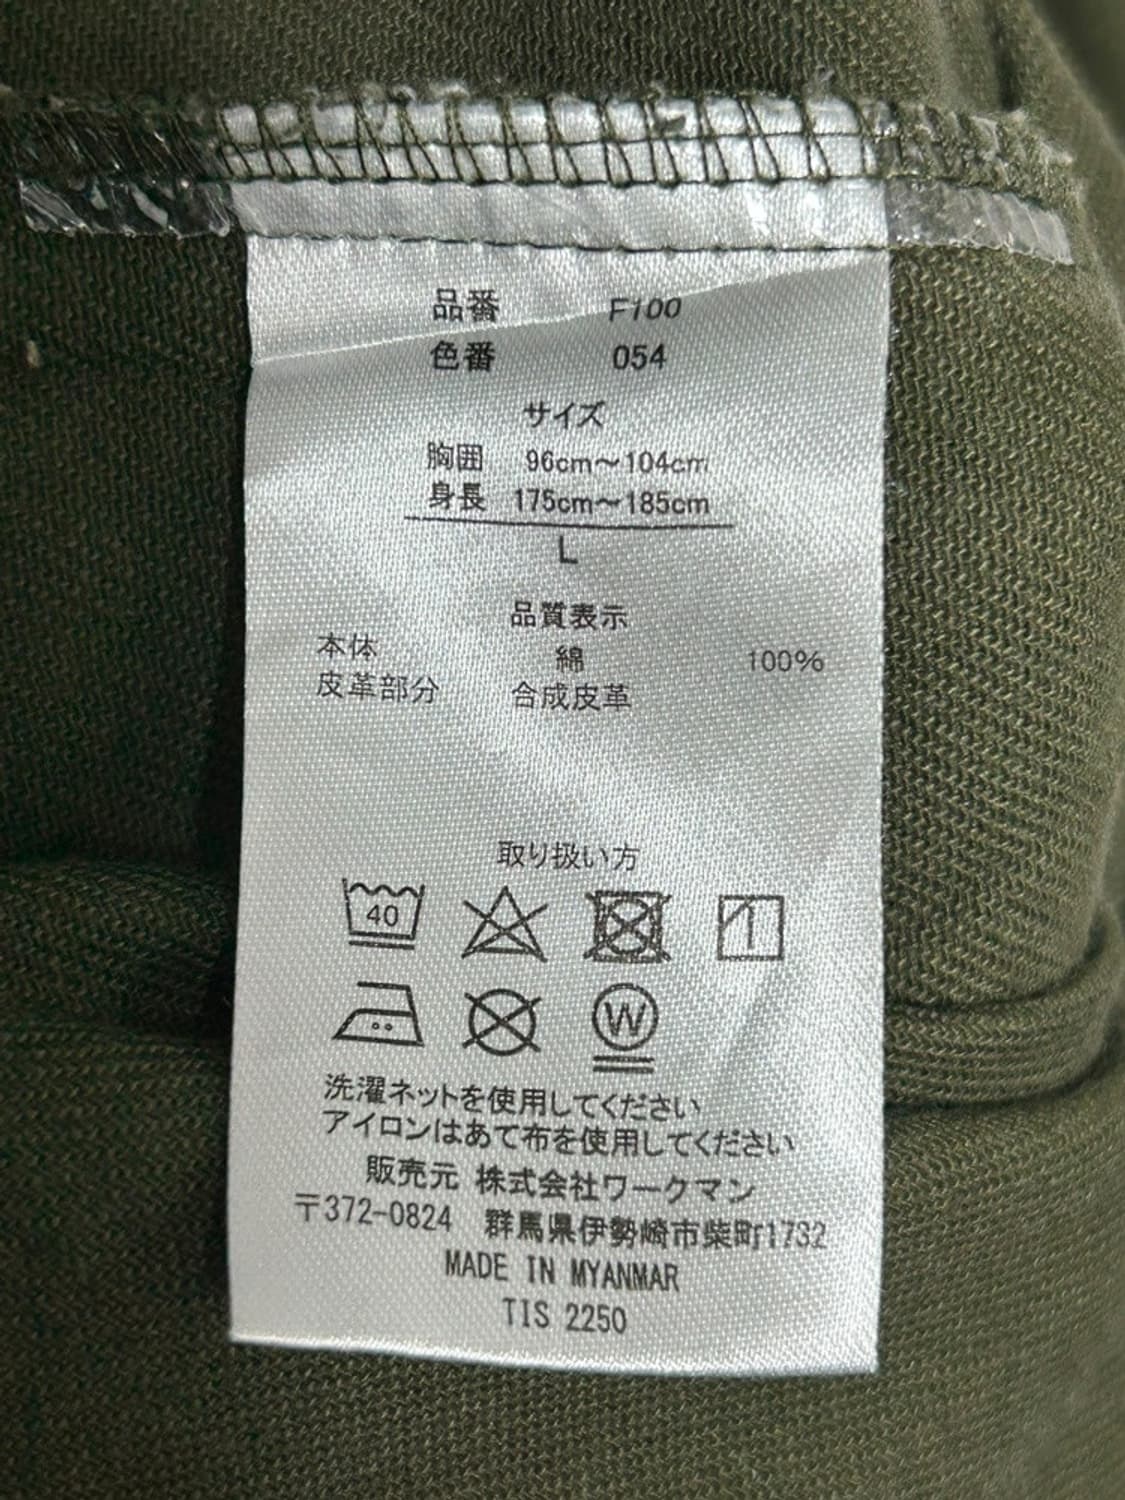 品番 F100
色番 054
サイズ
胸囲 96cm〜104cm
身長 175cm〜185cm
L
品質表示
本体 綿 100%
皮革部分 合成皮革
取り扱い方
40
W
洗濯ネットを使用してください
アイロンはあて布を使用してください
販売元 株式会社ワークマン
〒372-0824 群馬県伊勢崎市柴町1732
MADE IN MYANMAR
TIS 2250